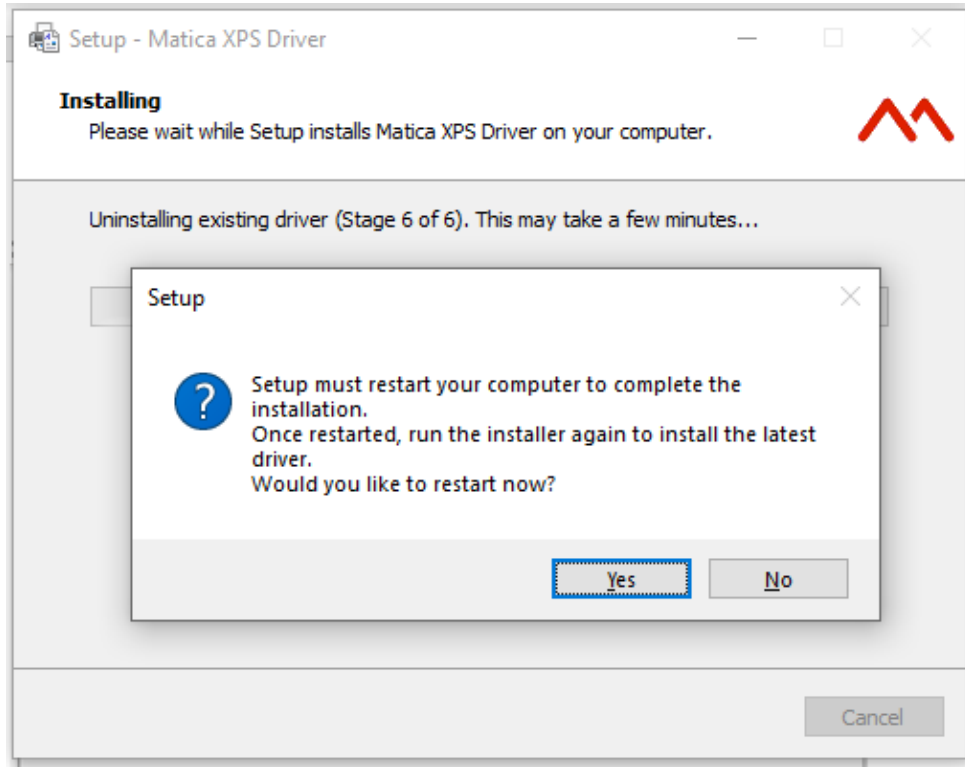 Setup - Matica XPS Driver
Installing
Please wait while Setup installs Matica XPS Driver on your computer.
Uninstalling existing driver (Stage 6 of 6). This may take a few minutes...
Setup
Setup must restart your computer to complete the
installation.
Once restarted, run the installer again to install the latest
driver.
Would you like to restart now?
Yes
No
Cancel